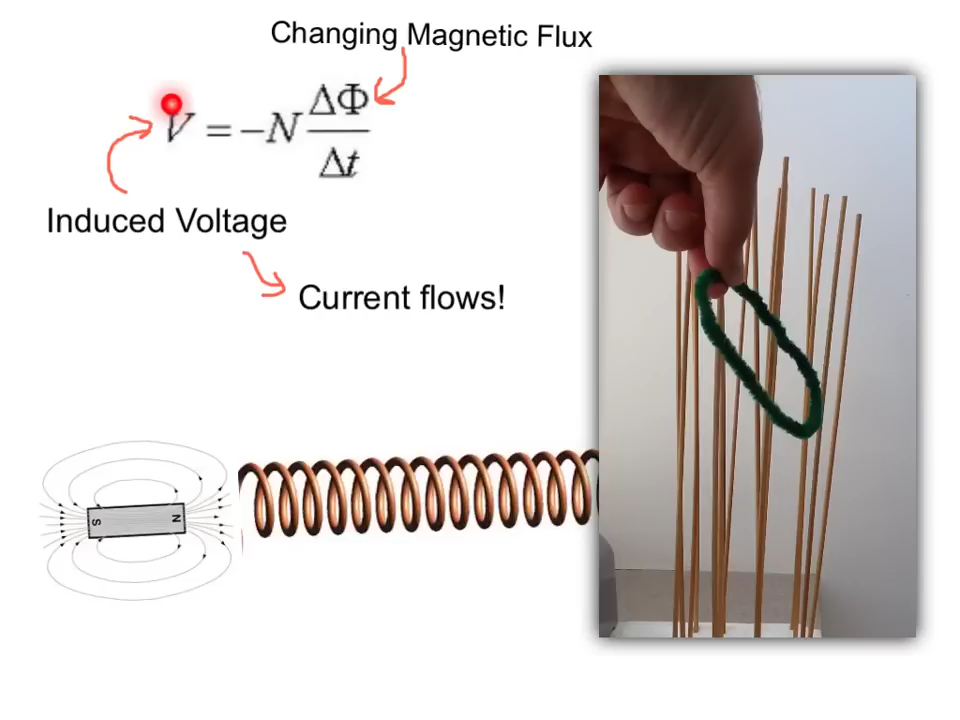 Changing Magnetic Flux
V = -N ΔΦ/Δt
Induced Voltage
Current flows!
S N